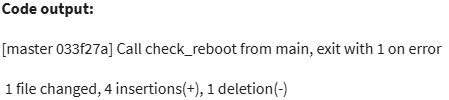 Code output:
[master 033f27a] Call check_reboot from main, exit with 1 on error
1 file changed, 4 insertions(+), 1 deletion(-)